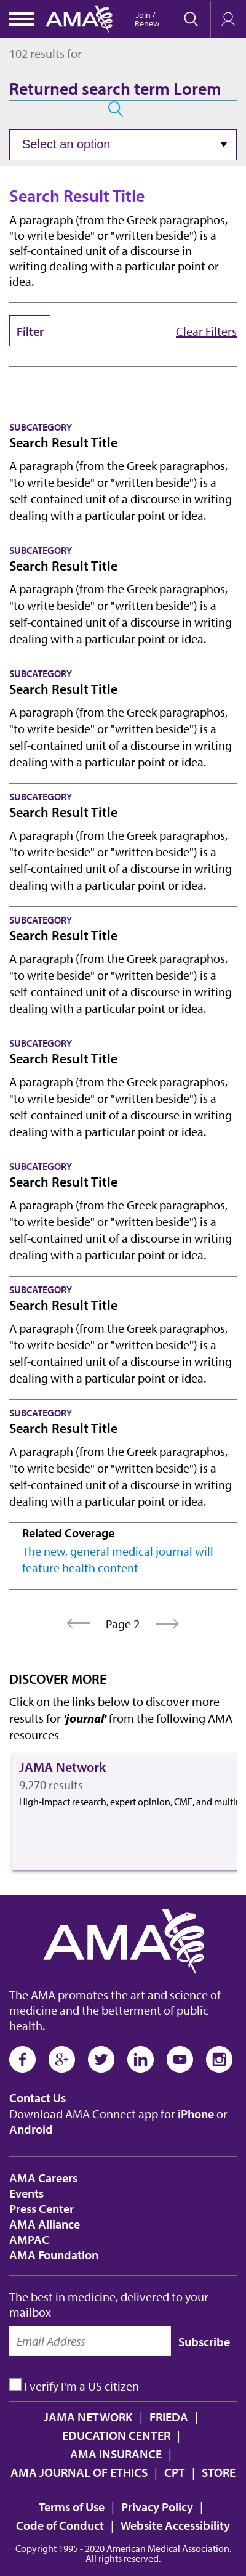 AMA
Join /
Renew
102 results for
Returned search term Lorem
Select an option
Search Result Title
A paragraph (from the Greek paragraphos,
"to write beside" or "written beside") is a
self-contained unit of a discourse in
writing dealing with a particular point or
idea.
Filter
Clear Filters
SUBCATEGORY
Search Result Title
A paragraph (from the Greek paragraphos,
"to write beside" or "written beside") is a
self-contained unit of a discourse in writing
dealing with a particular point or idea.
SUBCATEGORY
Search Result Title
A paragraph (from the Greek paragraphos,
"to write beside" or "written beside") is a
self-contained unit of a discourse in writing
dealing with a particular point or idea.
SUBCATEGORY
Search Result Title
A paragraph (from the Greek paragraphos,
"to write beside" or "written beside") is a
self-contained unit of a discourse in writing
dealing with a particular point or idea.
SUBCATEGORY
Search Result Title
A paragraph (from the Greek paragraphos,
"to write beside" or "written beside") is a
self-contained unit of a discourse in writing
dealing with a particular point or idea.
SUBCATEGORY
Search Result Title
A paragraph (from the Greek paragraphos,
"to write beside" or "written beside") is a
self-contained unit of a discourse in writing
dealing with a particular point or idea.
SUBCATEGORY
Search Result Title
A paragraph (from the Greek paragraphos,
"to write beside" or "written beside") is a
self-contained unit of a discourse in writing
dealing with a particular point or idea.
SUBCATEGORY
Search Result Title
A paragraph (from the Greek paragraphos,
"to write beside" or "written beside") is a
self-contained unit of a discourse in writing
dealing with a particular point or idea.
SUBCATEGORY
Search Result Title
A paragraph (from the Greek paragraphos,
"to write beside" or "written beside") is a
self-contained unit of a discourse in writing
dealing with a particular point or idea.
SUBCATEGORY
Search Result Title
A paragraph (from the Greek paragraphos,
"to write beside" or "written beside") is a
self-contained unit of a discourse in writing
dealing with a particular point or idea.
Related Coverage
The new, general medical journal will
feature health content
Page 2
DISCOVER MORE
Click on the links below to discover more
results for 'journal' from the following AMA
resources
JAMA Network
9,270 results
High-impact research, expert opinion, CME, and
AMA
The AMA promotes the art and science of
medicine and the betterment of public
health.
Contact Us
Download AMA Connect app for iPhone or
Android
AMA Careers
Events
Press Center
AMA Alliance
AMPAC
AMA Foundation
The best in medicine, delivered to your
mailbox
Email Address
Subscribe
I verify I'm a US citizen
JAMA NETWORK | FRIEDA |
EDUCATION CENTER |
AMA INSURANCE |
AMA JOURNAL OF ETHICS | CPT | STORE
Terms of Use | Privacy Policy |
Code of Conduct | Website Accessibility
Copyright 1995 - 2020 American Medical Association.
All rights reserved.